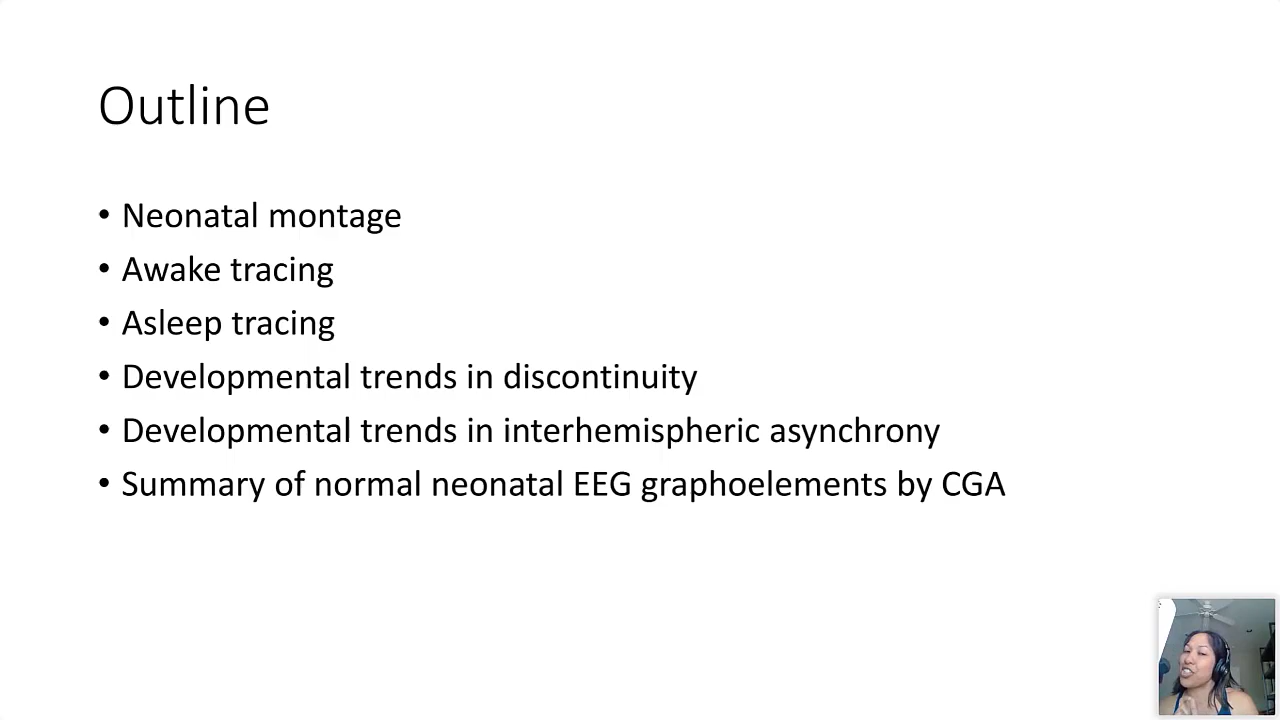 Outline
• Neonatal montage
• Awake tracing
• Asleep tracing
• Developmental trends in discontinuity
• Developmental trends in interhemispheric asynchrony
• Summary of normal neonatal EEG graphoelements by CGA